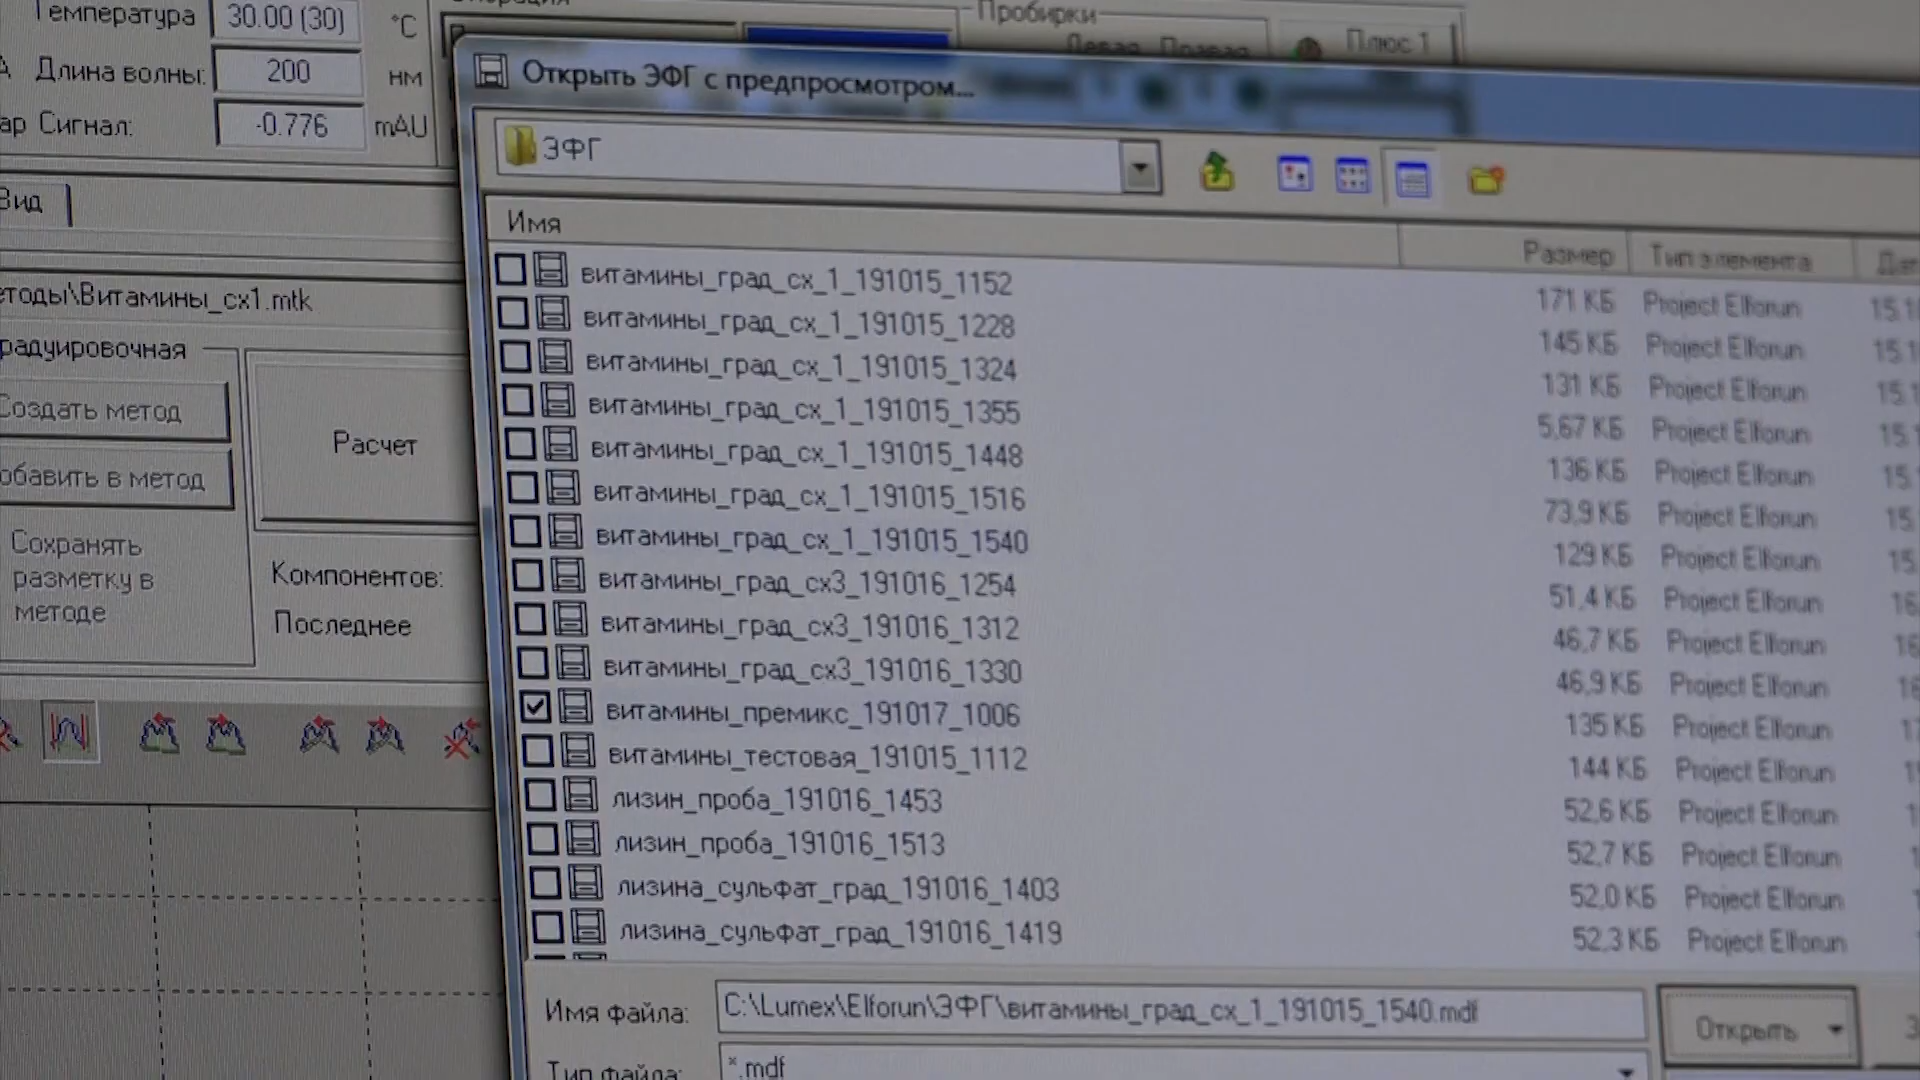 Температура 30.00 (30) °C
Длина волны: 200 нм
Сигнал: -0.776 mAU
Пробирки
Левая Правая
Плюс 1
Вид
Витамины_сх1.mtk
Создать метод
Расчет
Добавить в метод
Сохранять
разметку в
методе
Компонентов:
Последнее
Открыть ЭФГ с предпросмотром...
ЭФГ
Имя Размер Тип элемента
витамины_град_сх_1_191015_1152 171 КБ Project Elforun
витамины_град_сх_1_191015_1228 145 КБ Project Elforun
витамины_град_сх_1_191015_1324 131 КБ Project Elforun
витамины_град_сх_1_191015_1355 5,67 КБ Project Elforun
витамины_град_сх_1_191015_1448 136 КБ Project Elforun
витамины_град_сх_1_191015_1516 73,9 КБ Project Elforun
витамины_град_сх_1_191015_1540 129 КБ Project Elforun
витамины_град_сх3_191016_1254 51,4 КБ Project Elforun
витамины_град_сх3_191016_1312 46,7 КБ Project Elforun
витамины_град_сх3_191016_1330 46,9 КБ Project Elforun
витамины_премикс_191017_1006 135 КБ Project Elforun
витамины_тестовая_191015_1112 144 КБ Project Elforun
лизин_проба_191016_1453 52,6 КБ Project Elforun
лизин_проба_191016_1513 52,7 КБ Project Elforun
лизина_сульфат_град_191016_1403 52,0 КБ Project Elforun
лизина_сульфат_град_191016_1419 52,3 КБ Project Elforun
Имя файла: C:\Lumex\Elforun\ЭФГ\витамины_град_сх_1_191015_1540.mdf
Открыть
Тип файла: *.mdf